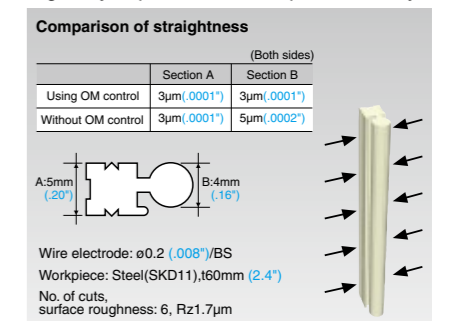 Comparison of straightness
(Both sides)
Section A Section B
Using OM control 3μm(.0001") 3μm(.0001")
Without OM control 3μm(.0001") 5μm(.0002")
A:5mm B:4mm
(.20") (.16")
Wire electrode: ø0.2 (.008")/BS
Workpiece: Steel(SKD11),t60mm (2.4")
No. of cuts,
surface roughness: 6, Rz1.7μm